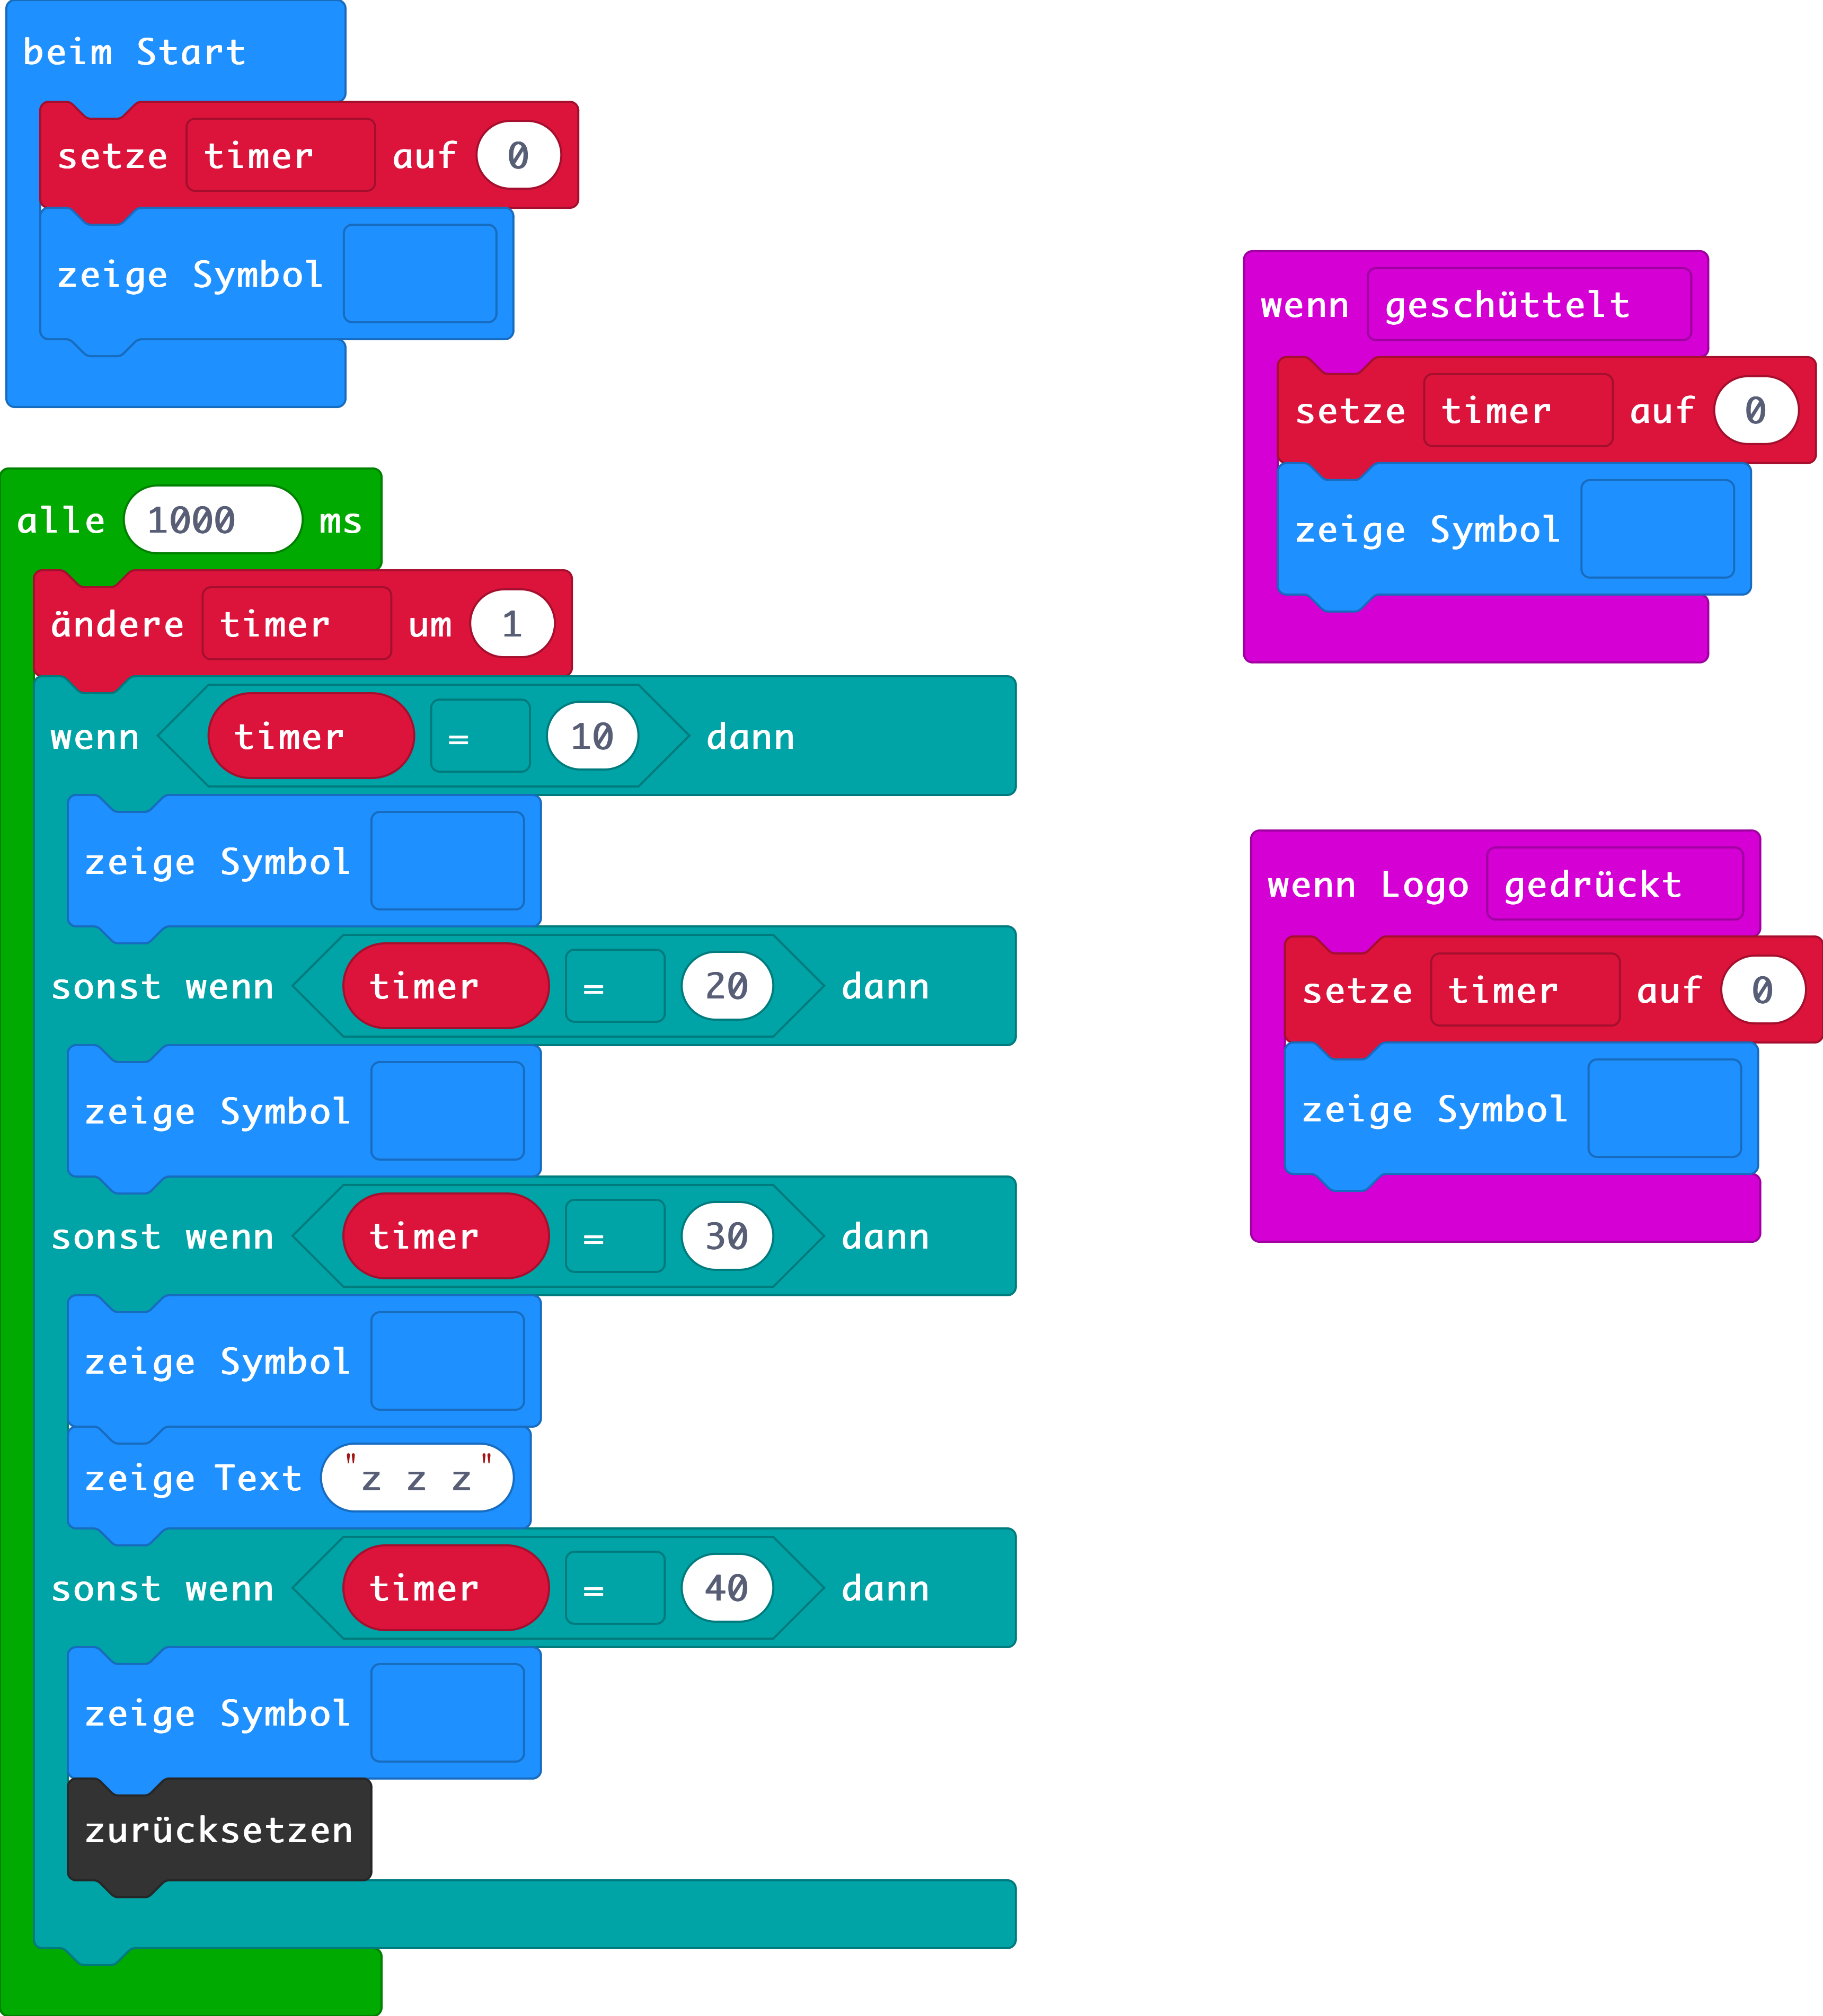 beim Start
setze timer auf 0
zeige Symbol
alle 1000 ms
ändere timer um 1
wenn timer = 10 dann
zeige Symbol
sonst wenn timer = 20 dann
zeige Symbol
sonst wenn timer = 30 dann
zeige Symbol
zeige Text "z z z"
sonst wenn timer = 40 dann
zeige Symbol
zurücksetzen
wenn geschüttelt
setze timer auf 0
zeige Symbol
wenn Logo gedrückt
setze timer auf 0
zeige Symbol